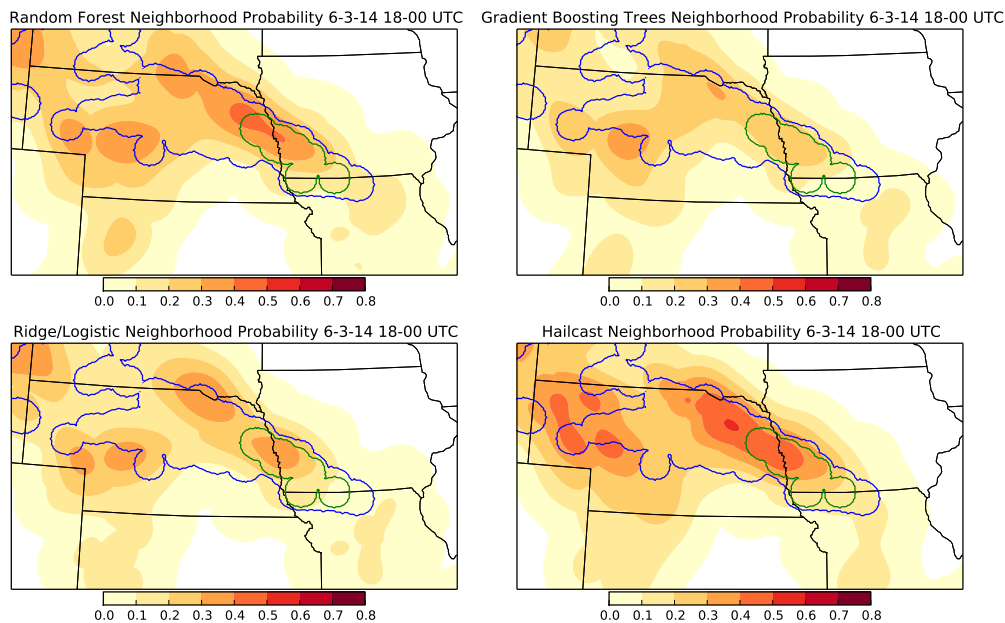 Random Forest Neighborhood Probability 6-3-14 18-00 UTC
Gradient Boosting Trees Neighborhood Probability 6-3-14 18-00 UTC
0.0 0.1 0.2 0.3 0.4 0.5 0.6 0.7 0.8
0.0 0.1 0.2 0.3 0.4 0.5 0.6 0.7 0.8
Ridge/Logistic Neighborhood Probability 6-3-14 18-00 UTC
Hailcast Neighborhood Probability 6-3-14 18-00 UTC
0.0 0.1 0.2 0.3 0.4 0.5 0.6 0.7 0.8
0.0 0.1 0.2 0.3 0.4 0.5 0.6 0.7 0.8